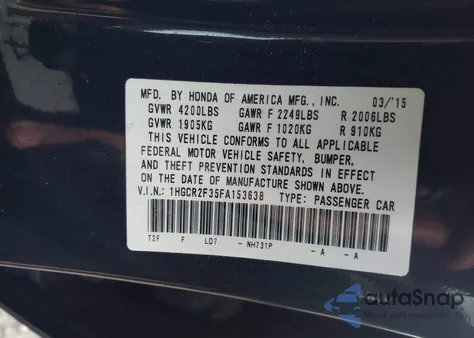 MFD. BY HONDA OF AMERICA MFG., INC. 03/'15
GVWR 4200LBS GAWR F 2249LBS R 2006LBS
GVWR 1905KG GAWR F 1020KG R 910KG
THIS VEHICLE CONFORMS TO ALL APPLICABLE
FEDERAL MOTOR VEHICLE SAFETY, BUMPER,
AND THEFT PREVENTION STANDARDS IN
EFFECT ON THE DATE OF MANUFACTURE
SHOWN ABOVE.
V.I.N.: 1HGCR2F35FA153638 TYPE: PASSENGER CAR
T2F F LD7 - NH731P - A - A
autoSnap